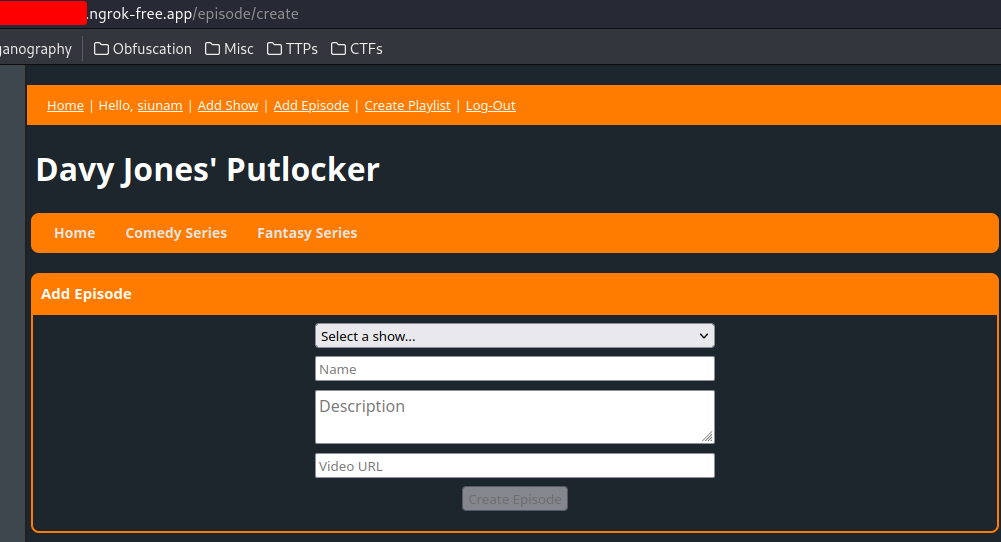 .ngrok-free.app/episode/create
anography Obfuscation Misc TTPs CTFs
Home | Hello, siunam | Add Show | Add Episode | Create Playlist | Log-Out
Davy Jones' Putlocker
Home Comedy Series Fantasy Series
Add Episode
Select a show...
Name
Description
Video URL
Create Episode